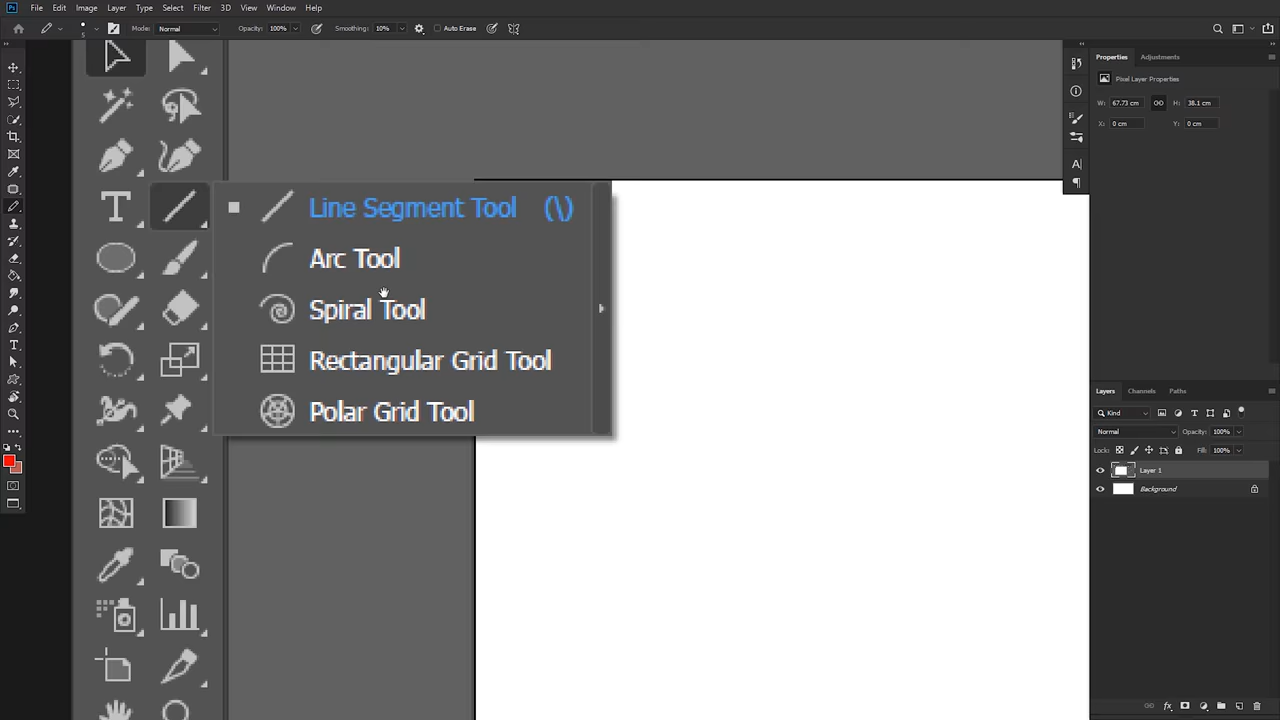 Ps File Edit Image Layer Type Select Filter 3D View Window Help
5 Mode: Normal Opacity: 100% Smoothing: 10% Auto Erase
Properties Adjustments
Pixel Layer Properties
W: 67.73 cm H: 38.1 cm
X: 0 cm Y: 0 cm
Line Segment Tool (\)
Arc Tool
Spiral Tool
Rectangular Grid Tool
Polar Grid Tool
Layers Channels Paths
Kind
Normal Opacity: 100%
Lock: Fill: 100%
Layer 1
Background